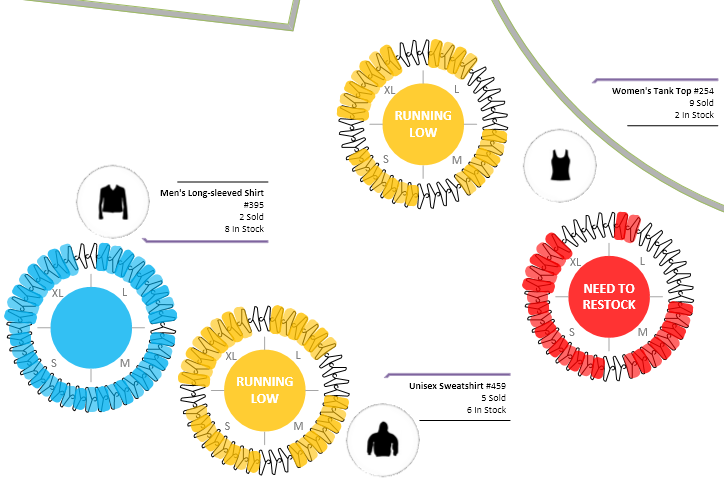 XL
L
RUNNING
LOW
S
M
Women's Tank Top #254
9 Sold
2 In Stock
Men's Long-sleeved Shirt
#395
2 Sold
8 In Stock
XL
L
S
M
XL
L
NEED TO
RESTOCK
S
M
XL
L
RUNNING
LOW
S
M
Unisex Sweatshirt #459
5 Sold
6 In Stock